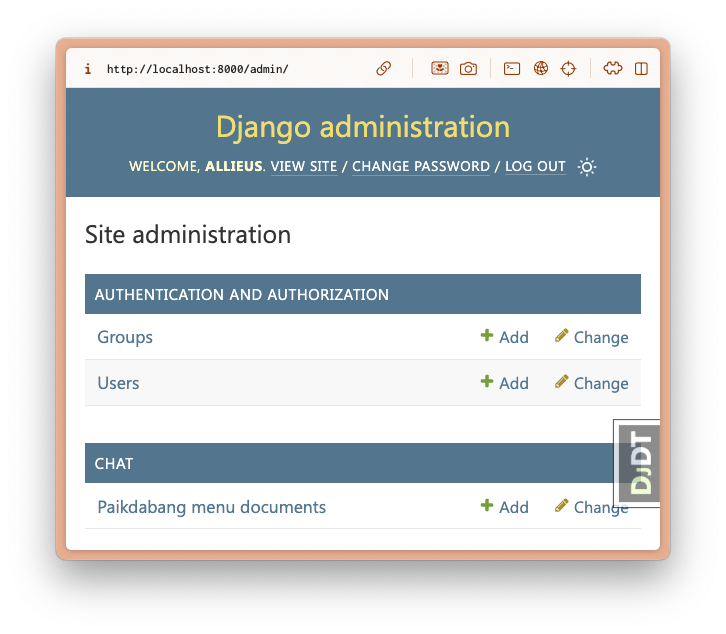 http://localhost:8000/admin/
Django administration
WELCOME, ALLIEUS. VIEW SITE / CHANGE PASSWORD / LOG OUT
Site administration
AUTHENTICATION AND AUTHORIZATION
Groups Add Change
Users Add Change
CHAT
DjDT
Paikdabang menu documents Add Change